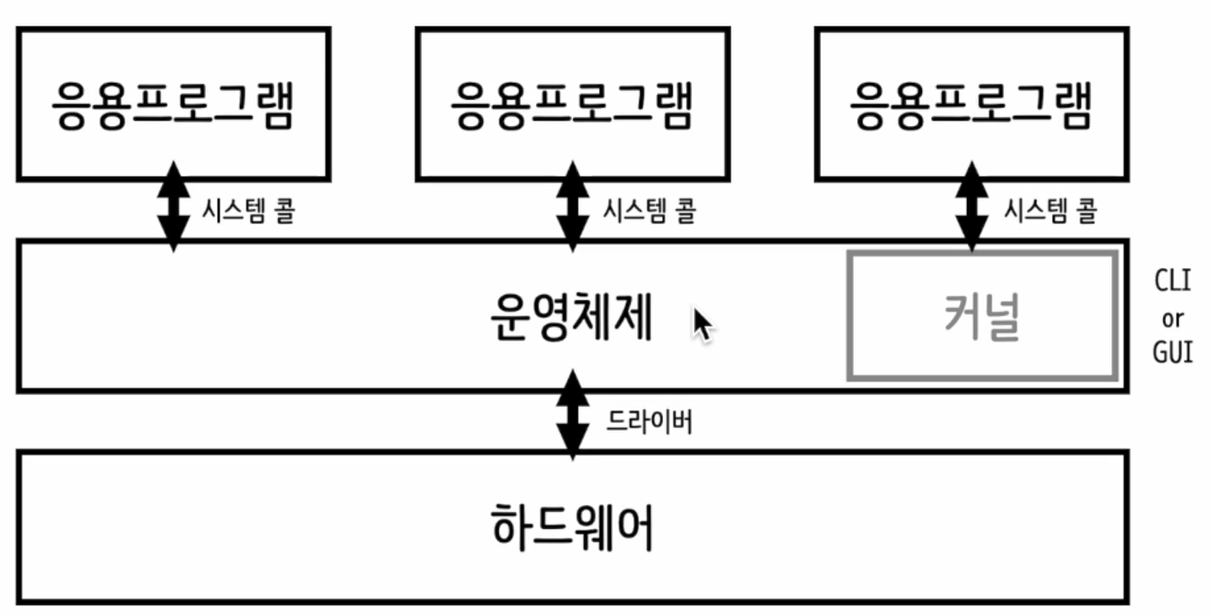 응용프로그램
응용프로그램
응용프로그램
시스템 콜
시스템 콜
시스템 콜
운영체제
커널
CLI
or
GUI
드라이버
하드웨어